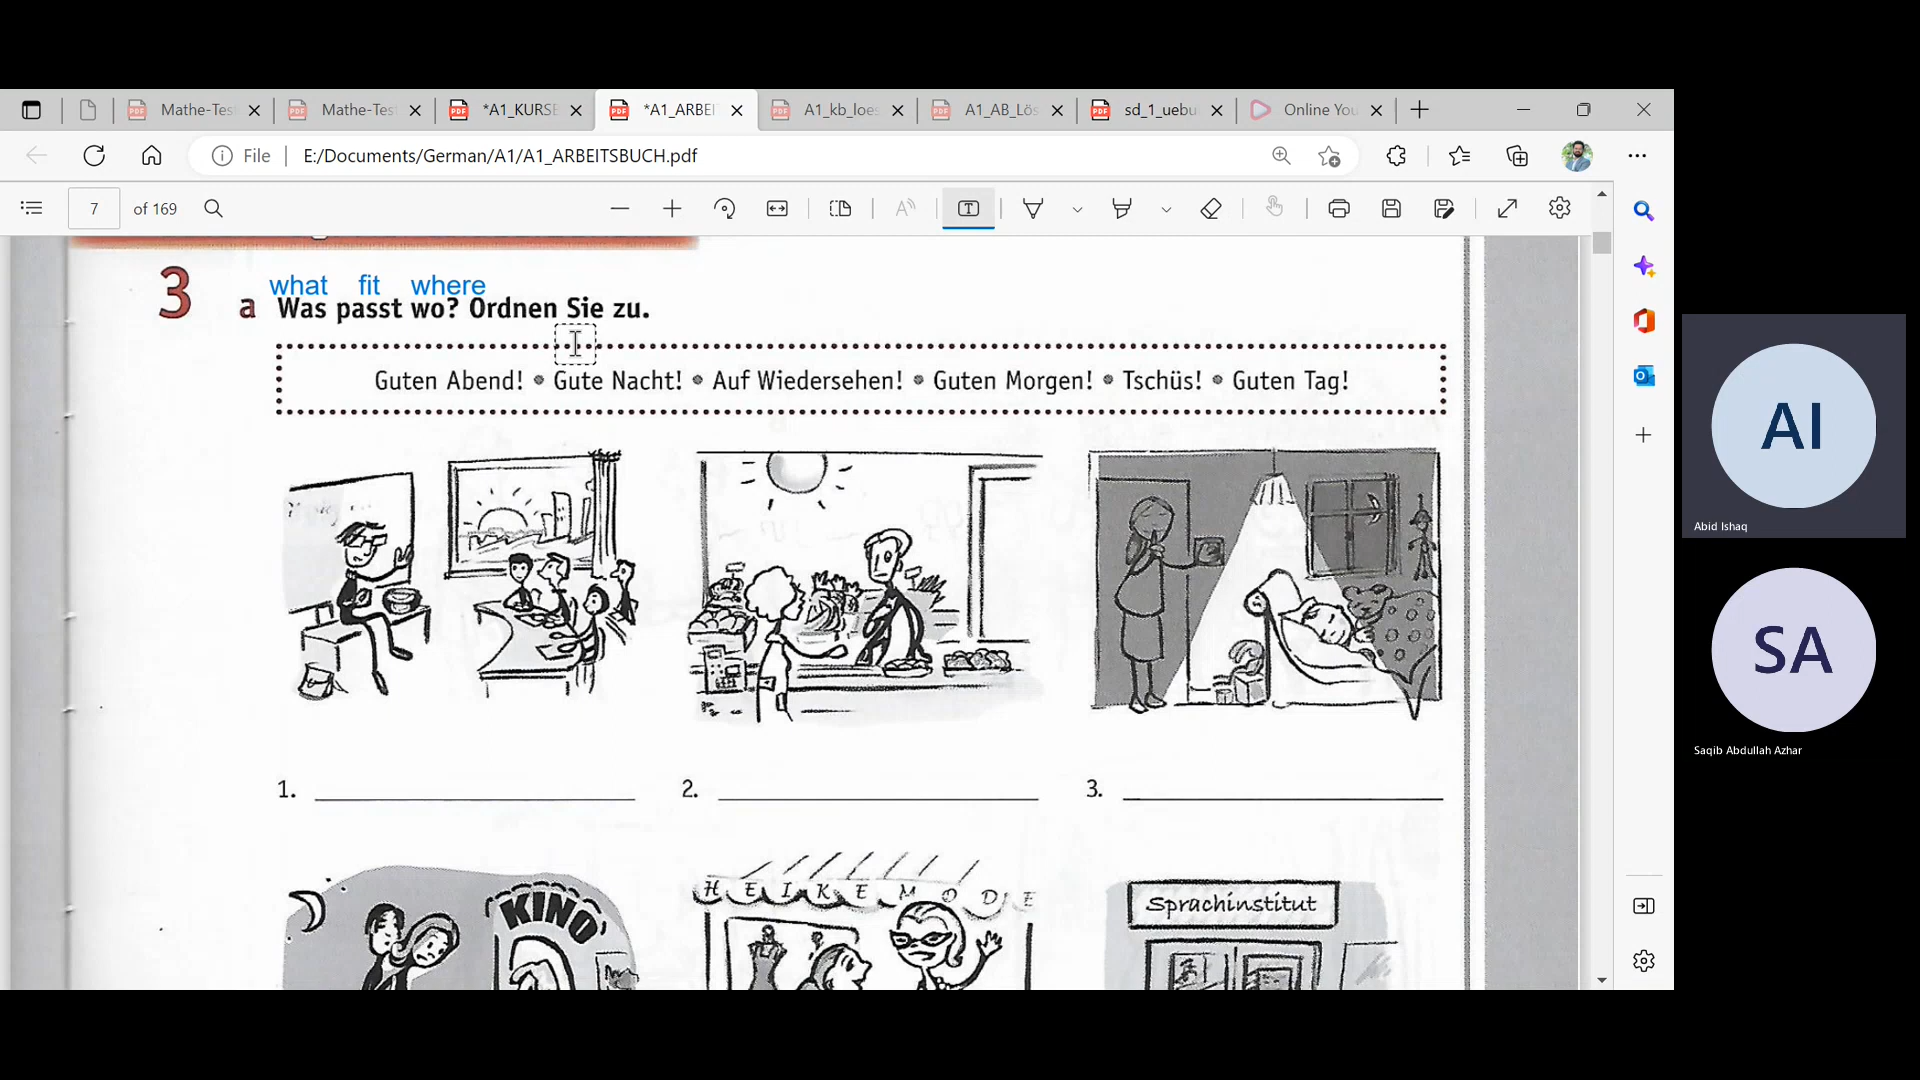 Mathe-Tes
Mathe-Tes
*A1_KURSE
*A1_ARBEI
A1_kb_loes
A1_AB_Lös
sd_1_uebu
Online You
File
E:/Documents/German/A1/A1_ARBEITSBUCH.pdf
7 of 169
what fit where
3 a Was passt wo? Ordnen Sie zu.
Guten Abend! • Gute Nacht! • Auf Wiedersehen! • Guten Morgen! • Tschüs! • Guten Tag!
1.
2.
3.
KINO
HEIKE MODE
Sprachinstitut
AI
Abid Ishaq
SA
Saqib Abdullah Azhar